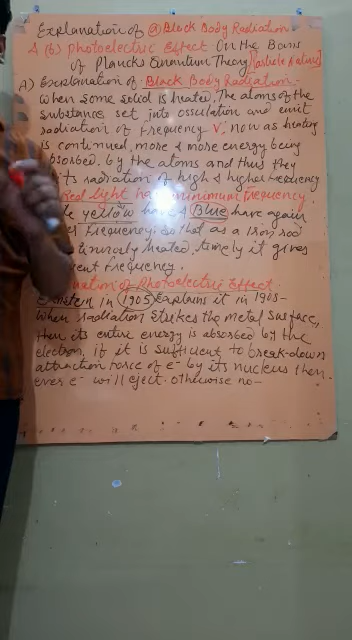 Explanation of (a) Black Body Radiation
& (b) Photoelectric Effect On the Basis
of Plancks Quantum Theory [Particle Nature]
A) Explanation of Black Body Radiation-
When some solid is heated, The atoms of the
substance set into osscilation and emit
radiation of frequency V, now as heating
is continued, more & more energy being
absorbed by the atoms and thus they
its radiation of high & higher frequency
Red light has minimum frequency
yellow have & Blue have again
frequency. so that as a Iron rod
heated, it gives
frequency.
of Photoelectric Effect
Einstein in 1905 Explains it in 1905-
When radiation strikes the metal surface,
then its entire energy is absorbed by the
electron, if it is sufficient to break-down
attraction force of e⁻ by its nucleus then
ever e⁻ will eject. otherwise no-